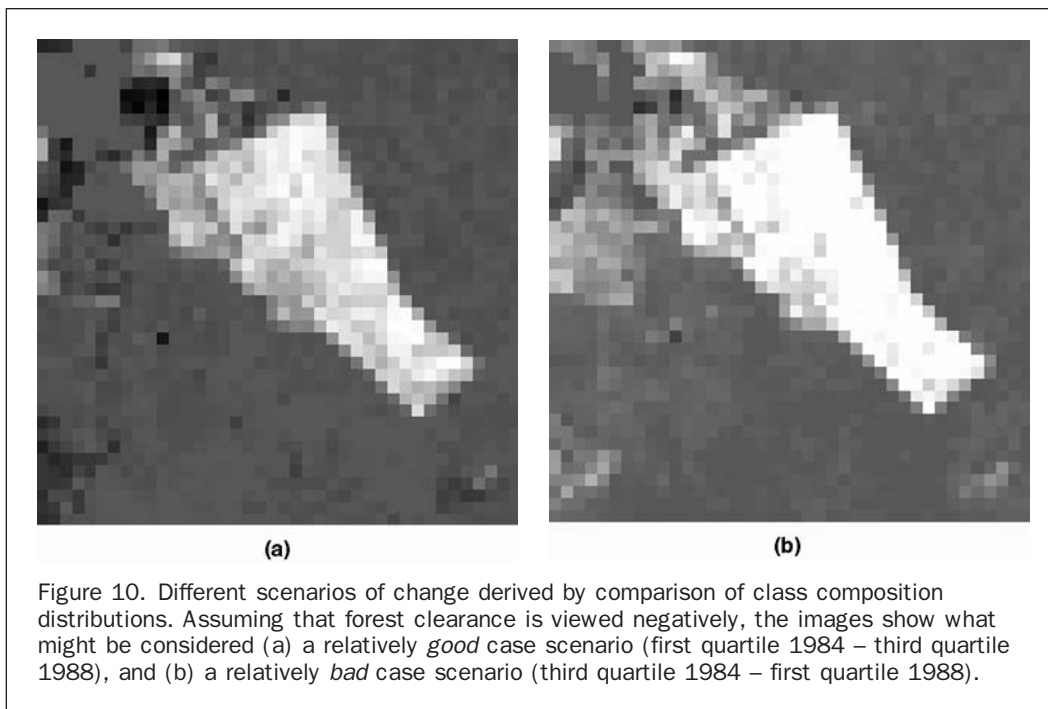 (a)
(b)
Figure 10. Different scenarios of change derived by comparison of class composition
distributions. Assuming that forest clearance is viewed negatively, the images show what
might be considered (a) a relatively good case scenario (first quartile 1984 – third quartile
1988), and (b) a relatively bad case scenario (third quartile 1984 – first quartile 1988).